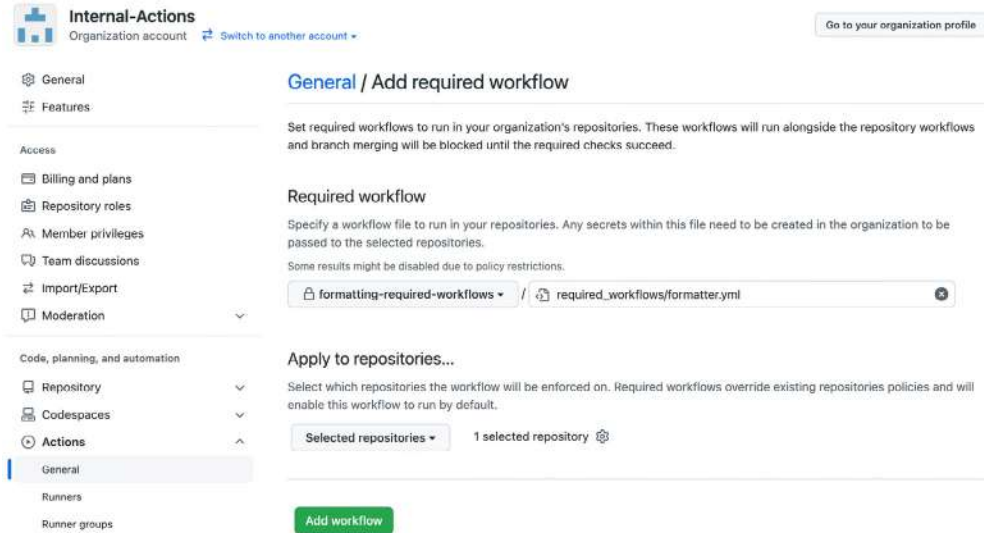 Internal-Actions
Organization account Switch to another account
Go to your organization profile
General
Features
Access
Billing and plans
Repository roles
Member privileges
Team discussions
Import/Export
Moderation
Code, planning, and automation
Repository
Codespaces
Actions
General
Runners
Runner groups
General / Add required workflow
Set required workflows to run in your organization's repositories. These workflows will run alongside the repository workflows
and branch merging will be blocked until the required checks succeed.
Required workflow
Specify a workflow file to run in your repositories. Any secrets within this file need to be created in the organization to be
passed to the selected repositories.
Some results might be disabled due to policy restrictions.
formatting-required-workflows / required_workflows/formatter.yml
Apply to repositories...
Select which repositories the workflow will be enforced on. Required workflows override existing repositories policies and will
enable this workflow to run by default.
Selected repositories 1 selected repository
Add workflow